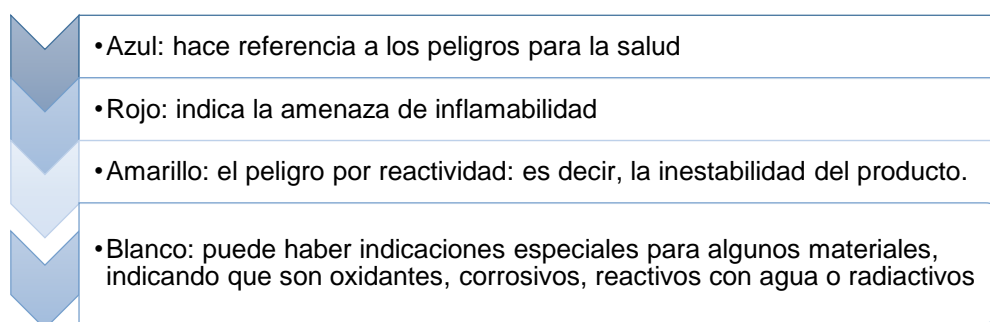 •Azul: hace referencia a los peligros para la salud
•Rojo: indica la amenaza de inflamabilidad
•Amarillo: el peligro por reactividad: es decir, la inestabilidad del producto.
•Blanco: puede haber indicaciones especiales para algunos materiales,
indicando que son oxidantes, corrosivos, reactivos con agua o radiactivos